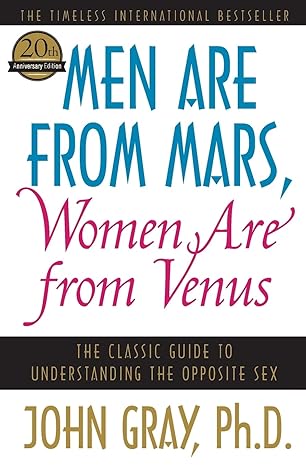 THE TIMELESS INTERNATIONAL BESTSELLER
20th
Anniversary Edition
MEN ARE
FROM MARS,
Women Are
from Venus
THE CLASSIC GUIDE TO
UNDERSTANDING THE OPPOSITE SEX
JOHN GRAY, Ph.D.